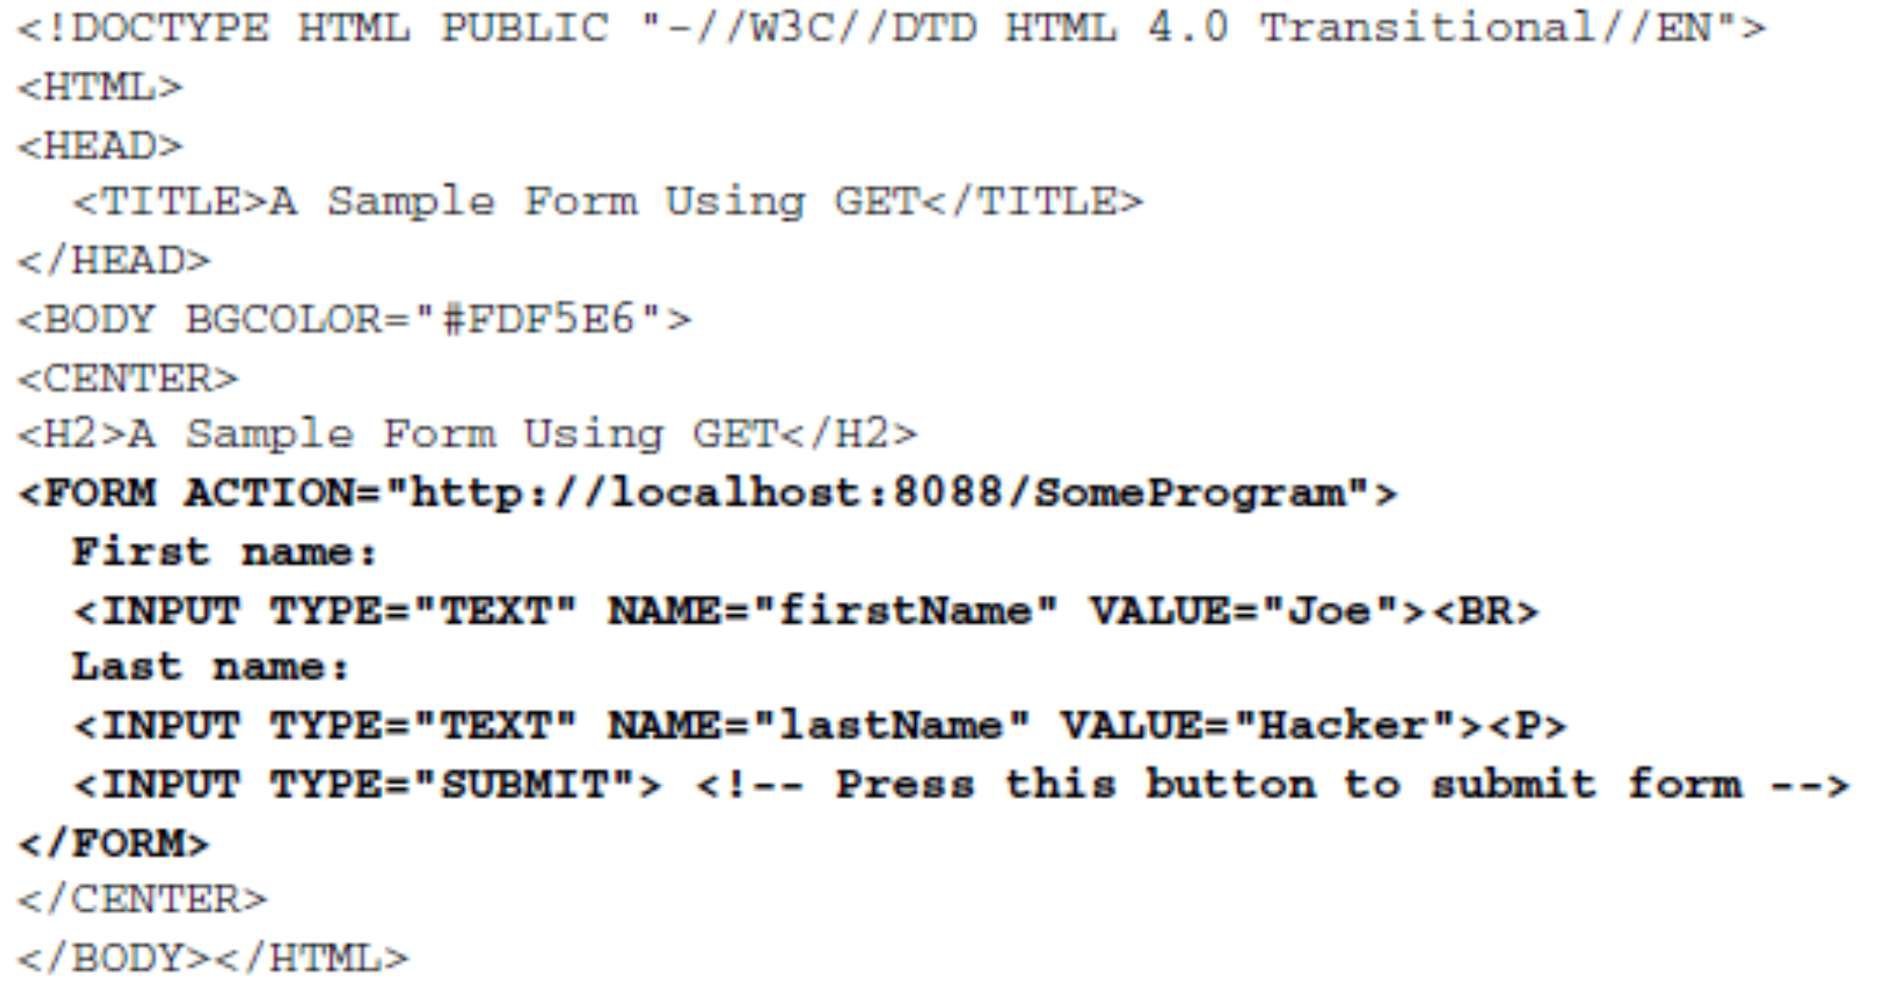 <!DOCTYPE HTML PUBLIC "-//W3C//DTD HTML 4.0 Transitional//EN">
<HTML>
<HEAD>
  <TITLE>A Sample Form Using GET</TITLE>
</HEAD>
<BODY BGCOLOR="#FDF5E6">
<CENTER>
<H2>A Sample Form Using GET</H2>
<FORM ACTION="http://localhost:8088/SomeProgram">
  First name:
  <INPUT TYPE="TEXT" NAME="firstName" VALUE="Joe"><BR>
  Last name:
  <INPUT TYPE="TEXT" NAME="lastName" VALUE="Hacker"><P>
  <INPUT TYPE="SUBMIT"> <!-- Press this button to submit form -->
</FORM>
</CENTER>
</BODY></HTML>